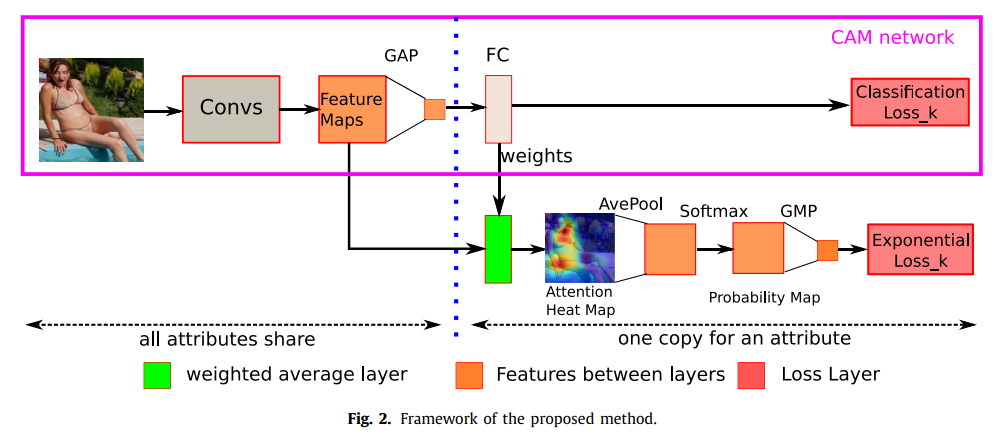 CAM network
GAP
FC
Convs
Feature
Maps
Classification
Loss_k
weights
AvePool
Softmax
GMP
Exponential
Loss_k
Attention
Heat Map
Probability Map
all attributes share
one copy for an attribute
weighted average layer
Features between layers
Loss Layer
Fig. 2. Framework of the proposed method.